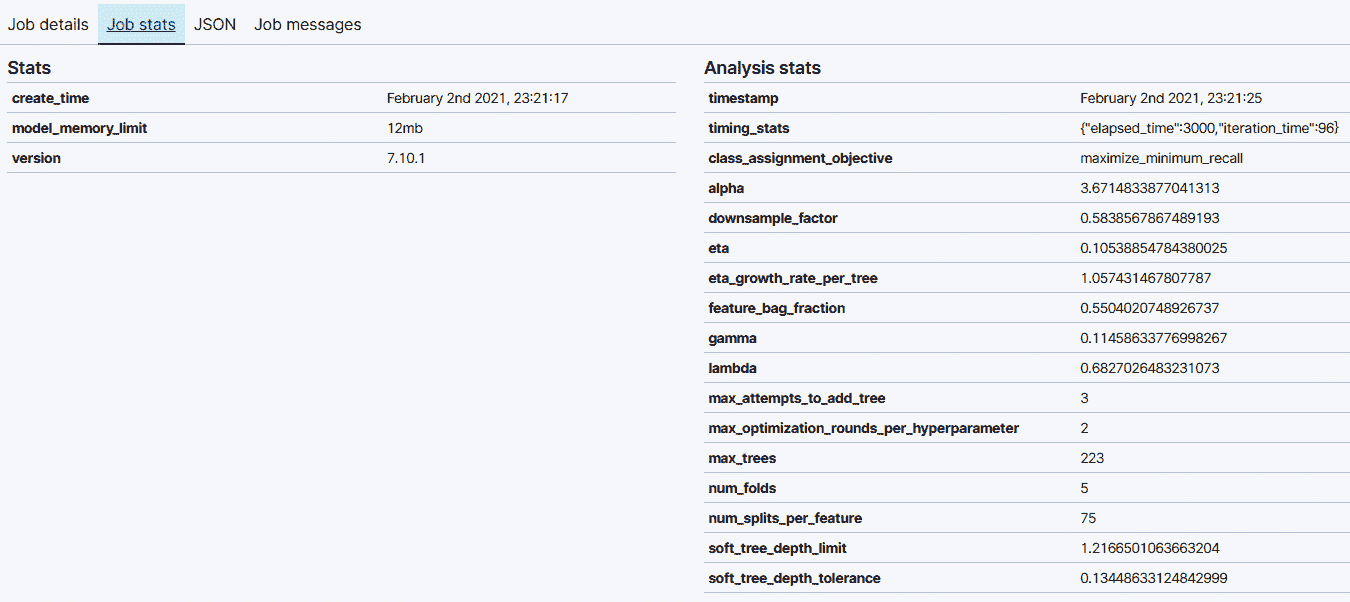 Job details Job stats JSON Job messages
Stats
create_time February 2nd 2021, 23:21:17
model_memory_limit 12mb
version 7.10.1
Analysis stats
timestamp February 2nd 2021, 23:21:25
timing_stats {"elapsed_time":3000,"iteration_time":96}
class_assignment_objective maximize_minimum_recall
alpha 3.6714833877041313
downsample_factor 0.5838567867489193
eta 0.10538854784380025
eta_growth_rate_per_tree 1.057431467807787
feature_bag_fraction 0.5504020748926737
gamma 0.11458633776998267
lambda 0.6827026483231073
max_attempts_to_add_tree 3
max_optimization_rounds_per_hyperparameter 2
max_trees 223
num_folds 5
num_splits_per_feature 75
soft_tree_depth_limit 1.2166501063663204
soft_tree_depth_tolerance 0.13448633124842999